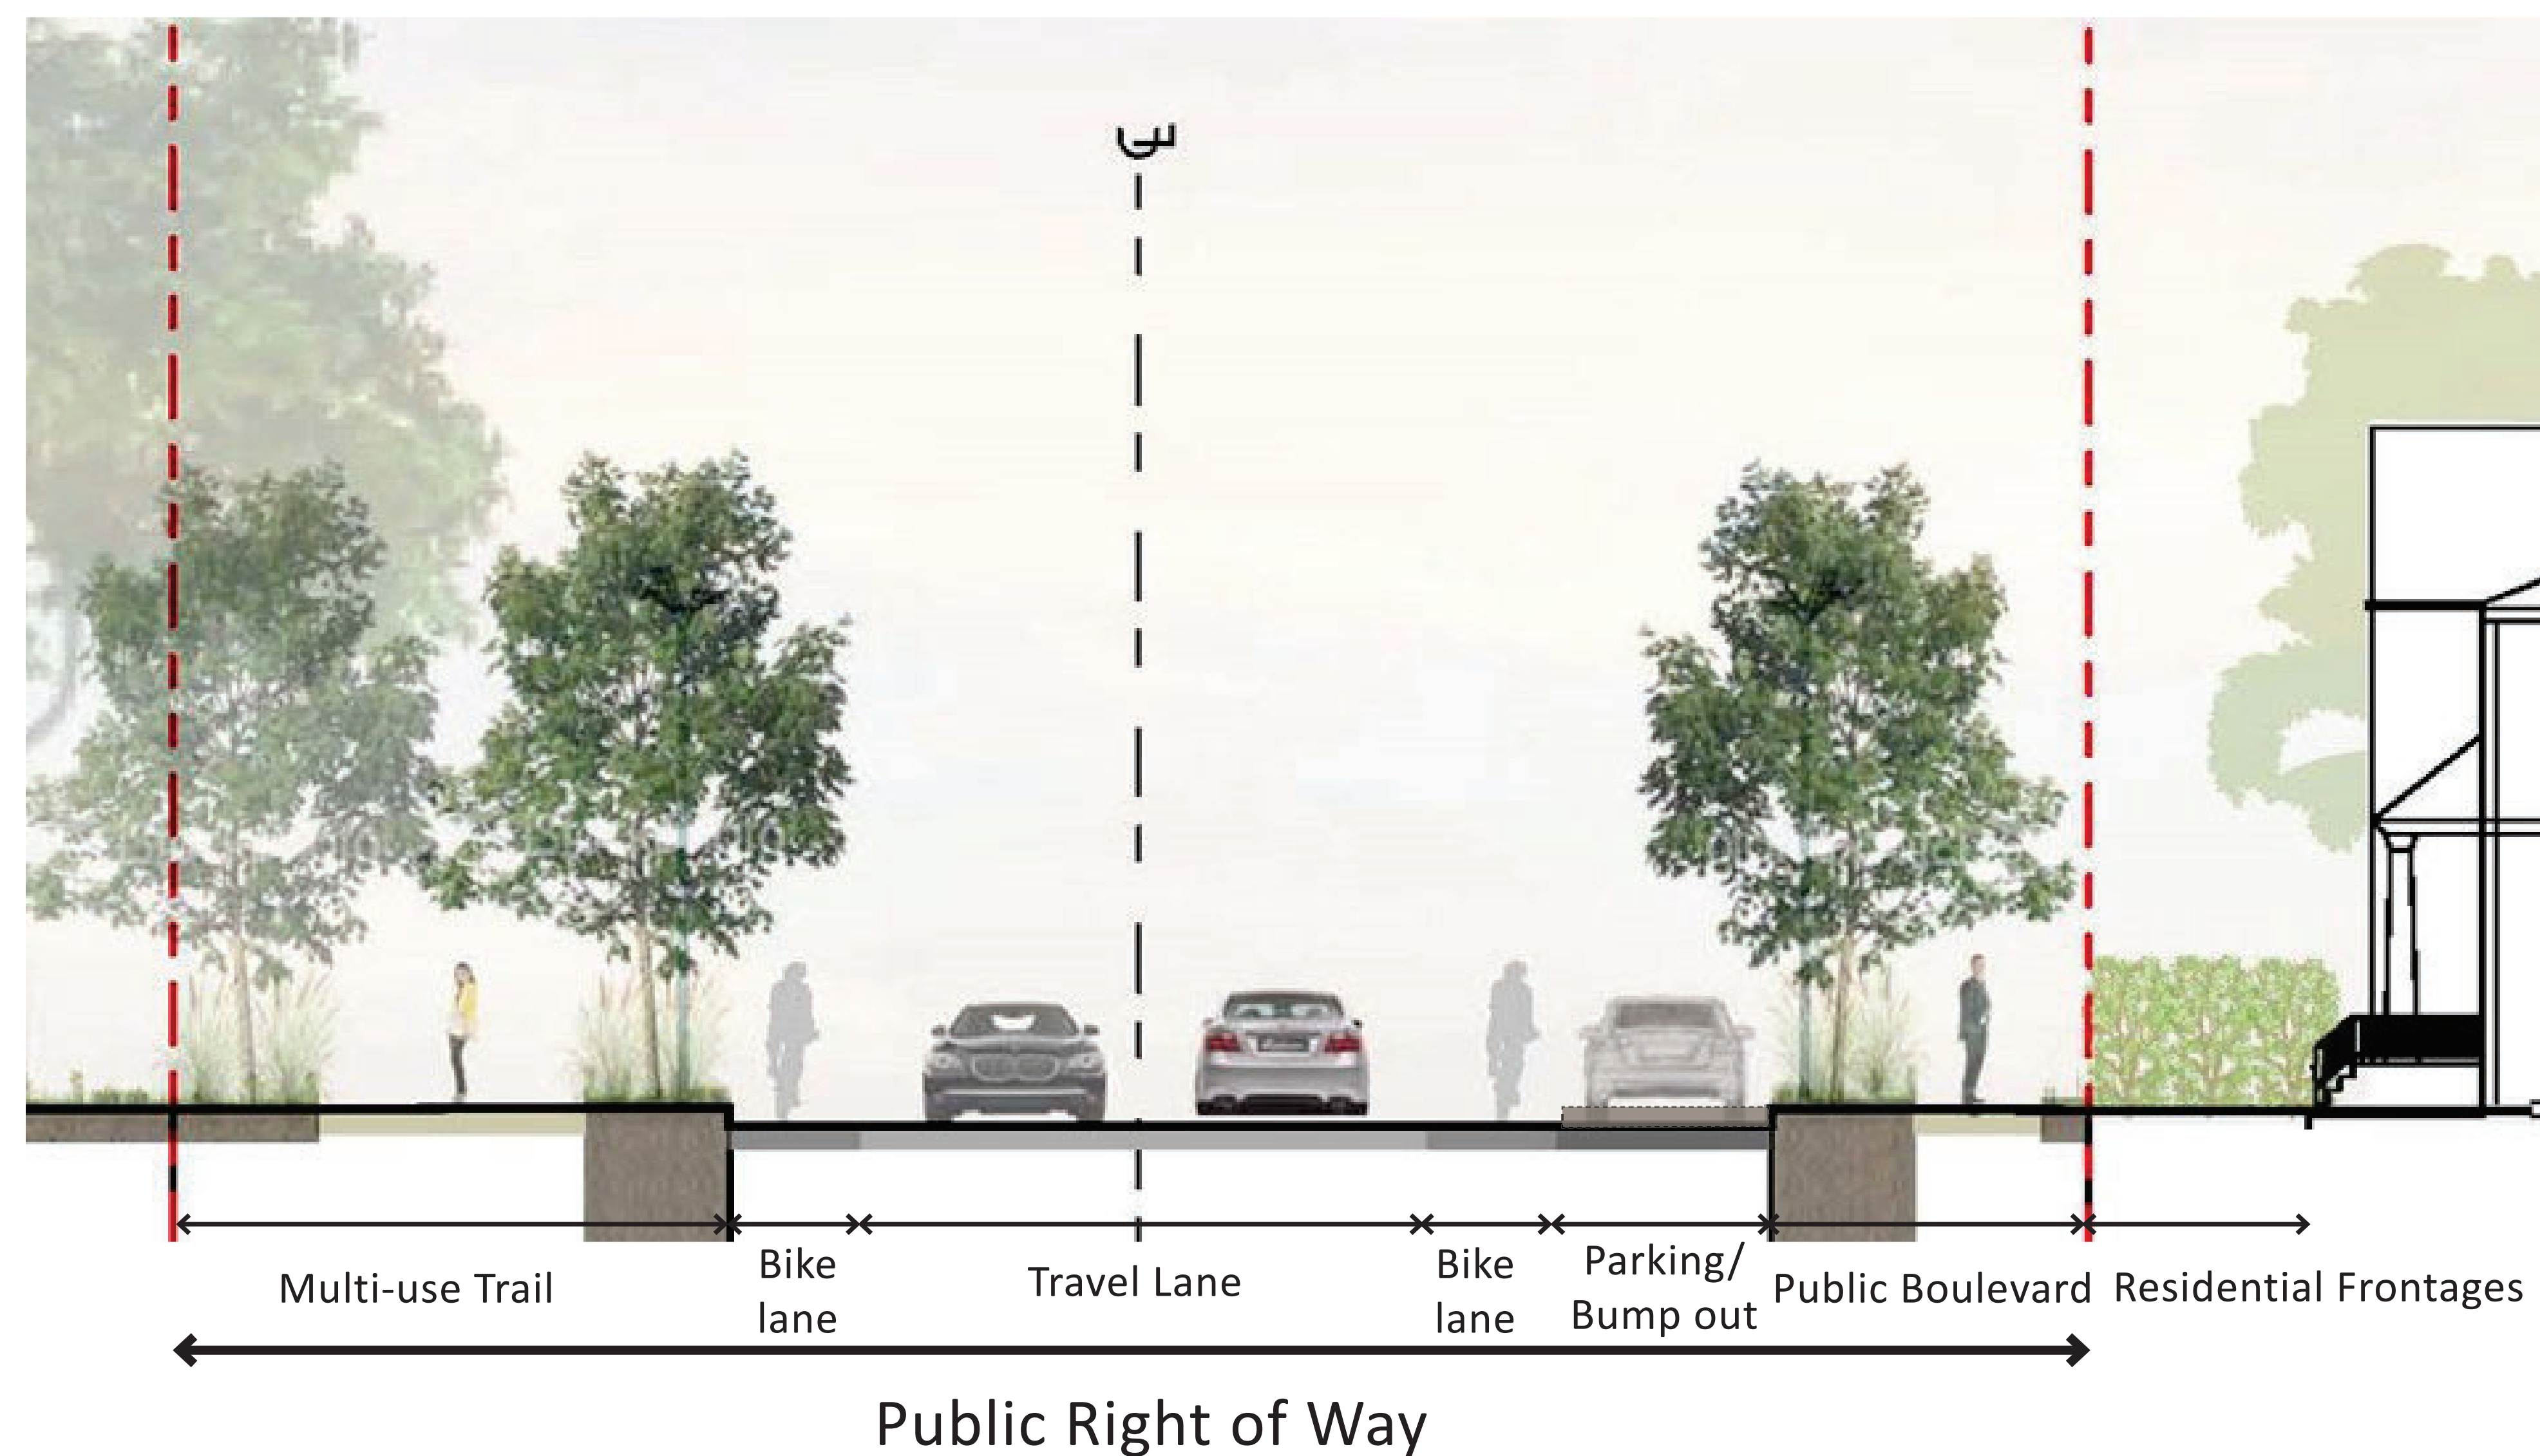 Multi-use Trail
Bike
lane
Travel Lane
Bike
lane
Parking/
Bump out
Public Boulevard
Residential Frontages
Public Right of Way